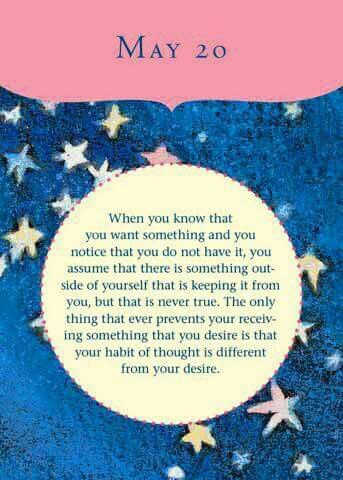 May 20
When you know that
you want something and you
notice that you do not have it, you
assume that there is something out-
side of yourself that is keeping it from
you, but that is never true. The only
thing that ever prevents your receiv-
ing something that you desire is that
your habit of thought is different
from your desire.